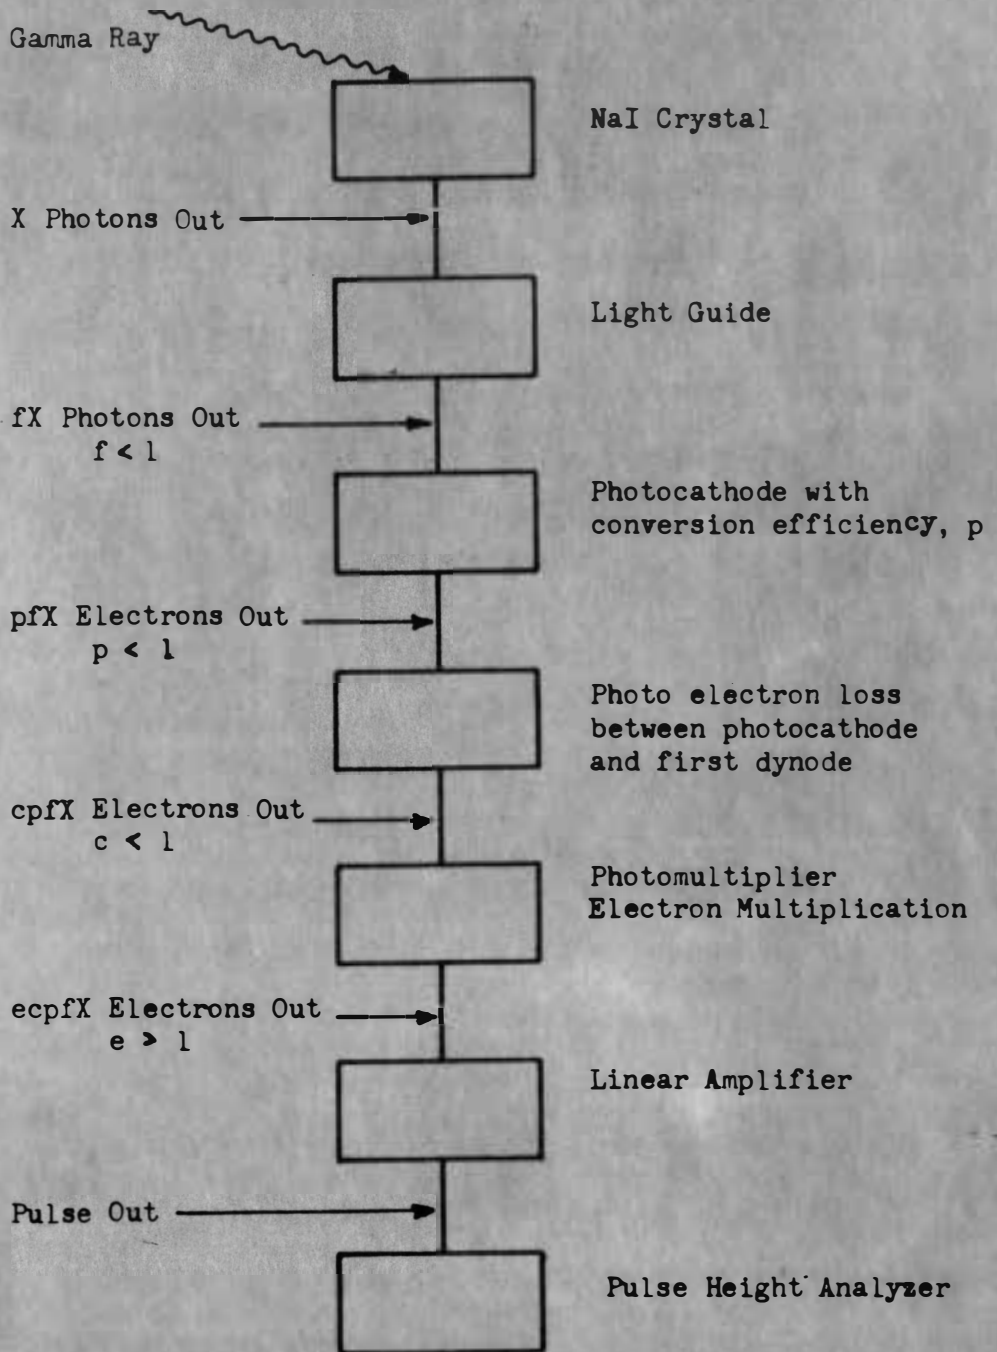 Gamma Ray
NaI Crystal
X Photons Out
Light Guide
fX Photons Out
f < 1
Photocathode with
conversion efficiency, p
pfX Electrons Out
p < 1
Photo electron loss
between photocathode
and first dynode
cpfX Electrons Out
c < 1
Photomultiplier
Electron Multiplication
ecpfX Electrons Out
e > 1
Linear Amplifier
Pulse Out
Pulse Height Analyzer